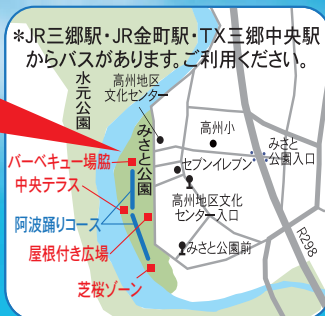 ＊JR三郷駅・JR金町駅・TX三郷中央駅
からバスがあります。ご利用ください。
水元公園
高州地区
文化センター
みさと公園
高州小
みさと
公園入口
セブンイレブン
バーベキュー場脇
中央テラス
高州地区文化
センター入口
阿波踊りコース
屋根付き広場
みさと公園前
R298
芝桜ゾーン